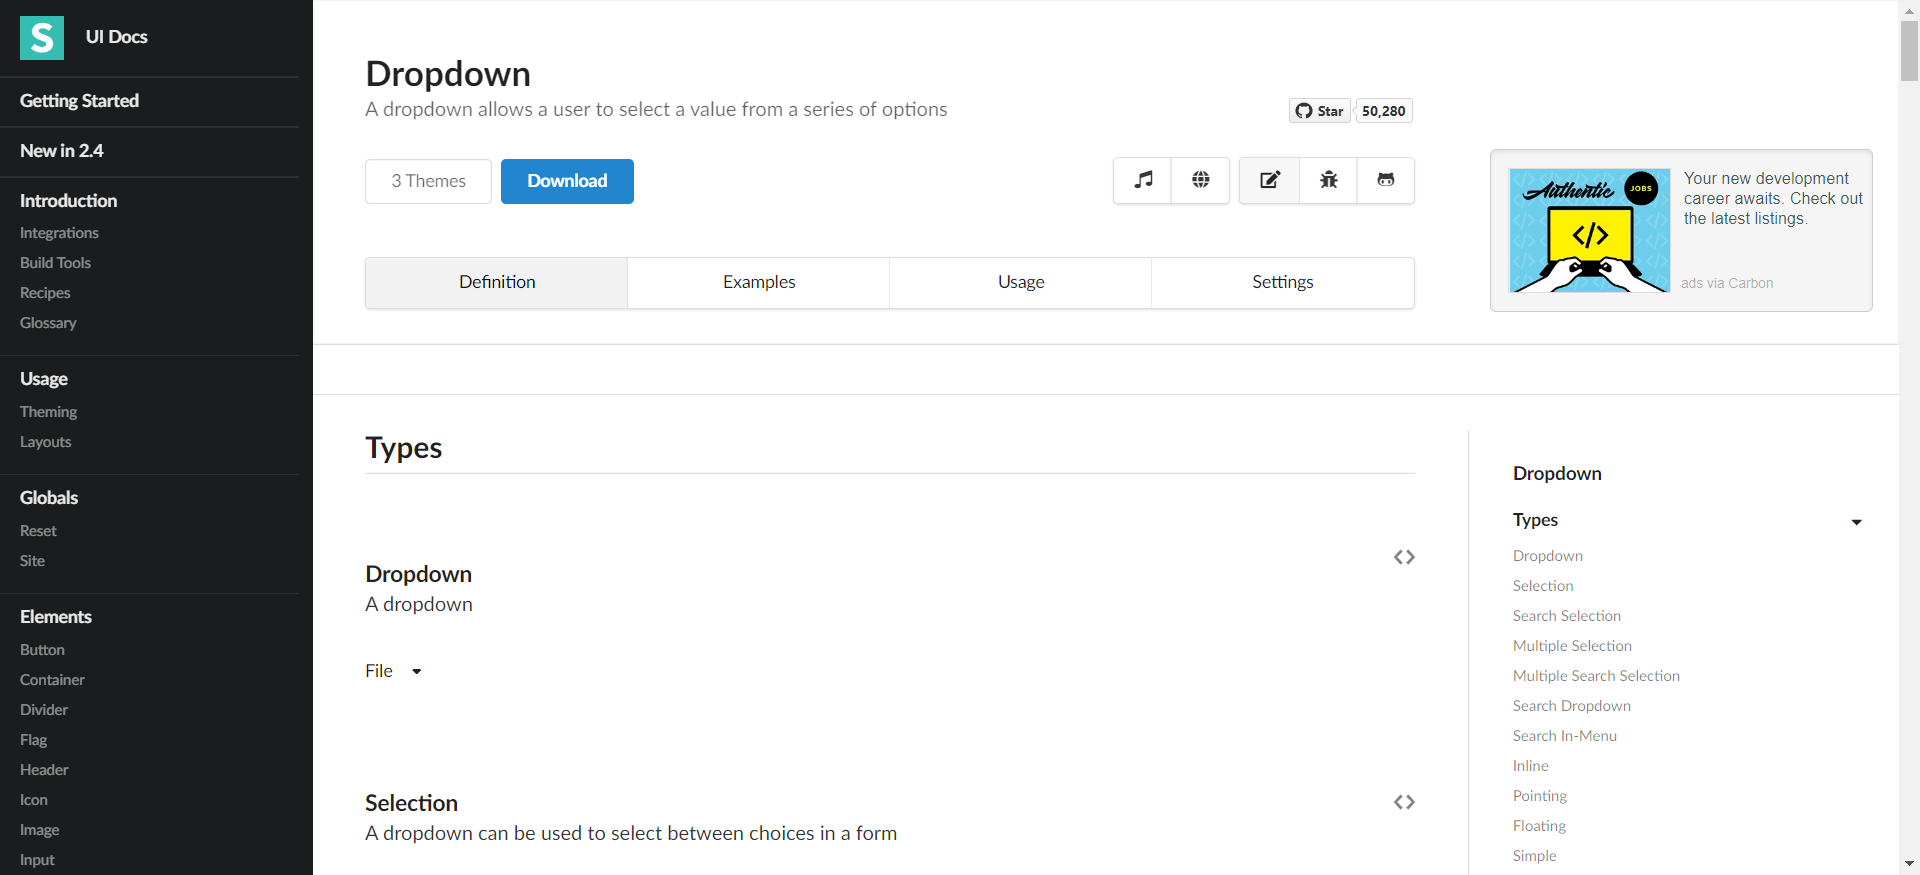 S
UI Docs
Getting Started
New in 2.4
Introduction
Integrations
Build Tools
Recipes
Glossary
Usage
Theming
Layouts
Globals
Reset
Site
Elements
Button
Container
Divider
Flag
Header
Icon
Image
Input
Dropdown
A dropdown allows a user to select a value from a series of options
Star 50,280
3 Themes
Download
Definition
Examples
Usage
Settings
Authentic JOBS
</>
Your new development
career awaits. Check out
the latest listings.
ads via Carbon
Types
Dropdown
A dropdown
File
Selection
A dropdown can be used to select between choices in a form
Dropdown
Types
Dropdown
Selection
Search Selection
Multiple Selection
Multiple Search Selection
Search Dropdown
Search In-Menu
Inline
Pointing
Floating
Simple